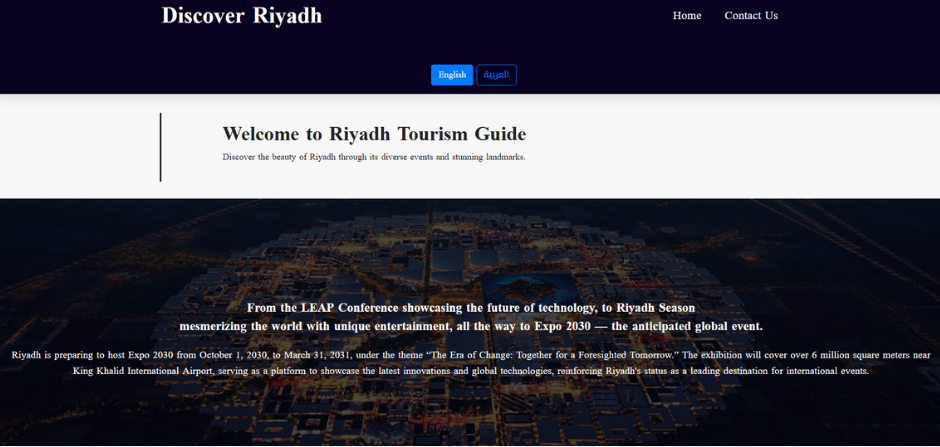 Discover Riyadh
Home
Contact Us
English
العربية
Welcome to Riyadh Tourism Guide
Discover the beauty of Riyadh through its diverse events and stunning landmarks.
From the LEAP Conference showcasing the future of technology, to Riyadh Season
mesmerizing the world with unique entertainment, all the way to Expo 2030 — the anticipated global event.
Riyadh is preparing to host Expo 2030 from October 1, 2030, to March 31, 2031, under the theme “The Era of Change: Together for a Foresighted Tomorrow.” The exhibition will cover over 6 million square meters near
King Khalid International Airport, serving as a platform to showcase the latest innovations and global technologies, reinforcing Riyadh's status as a leading destination for international events.